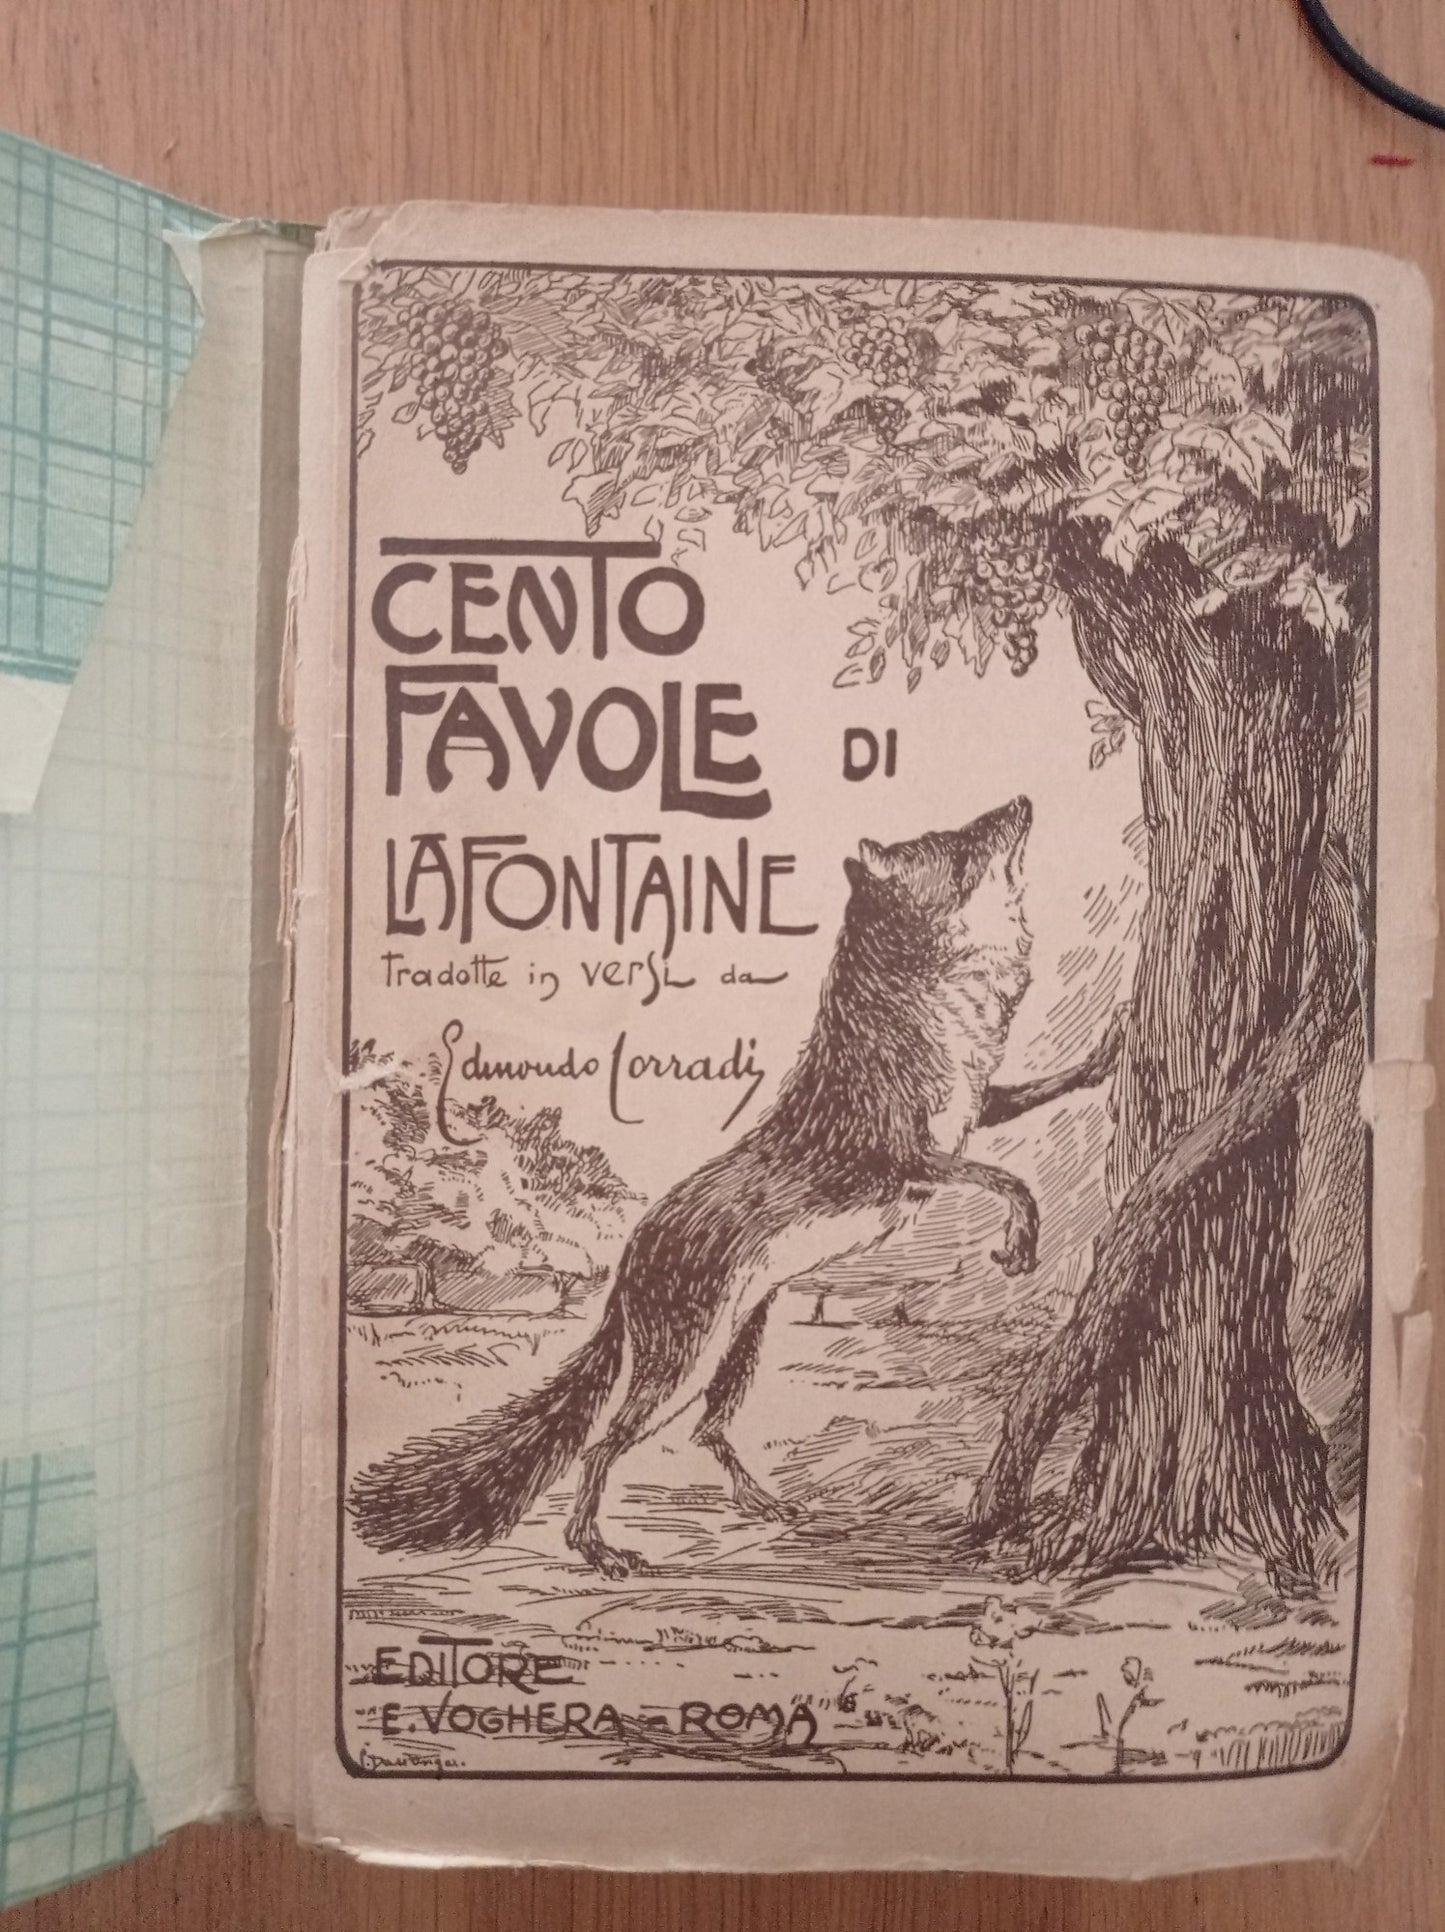 CENTO
FAVOLE DI
LAFONTAINE
tradotte in versi da
Edmondo Corradi
EDITORE
E. VOGHERA = ROMA